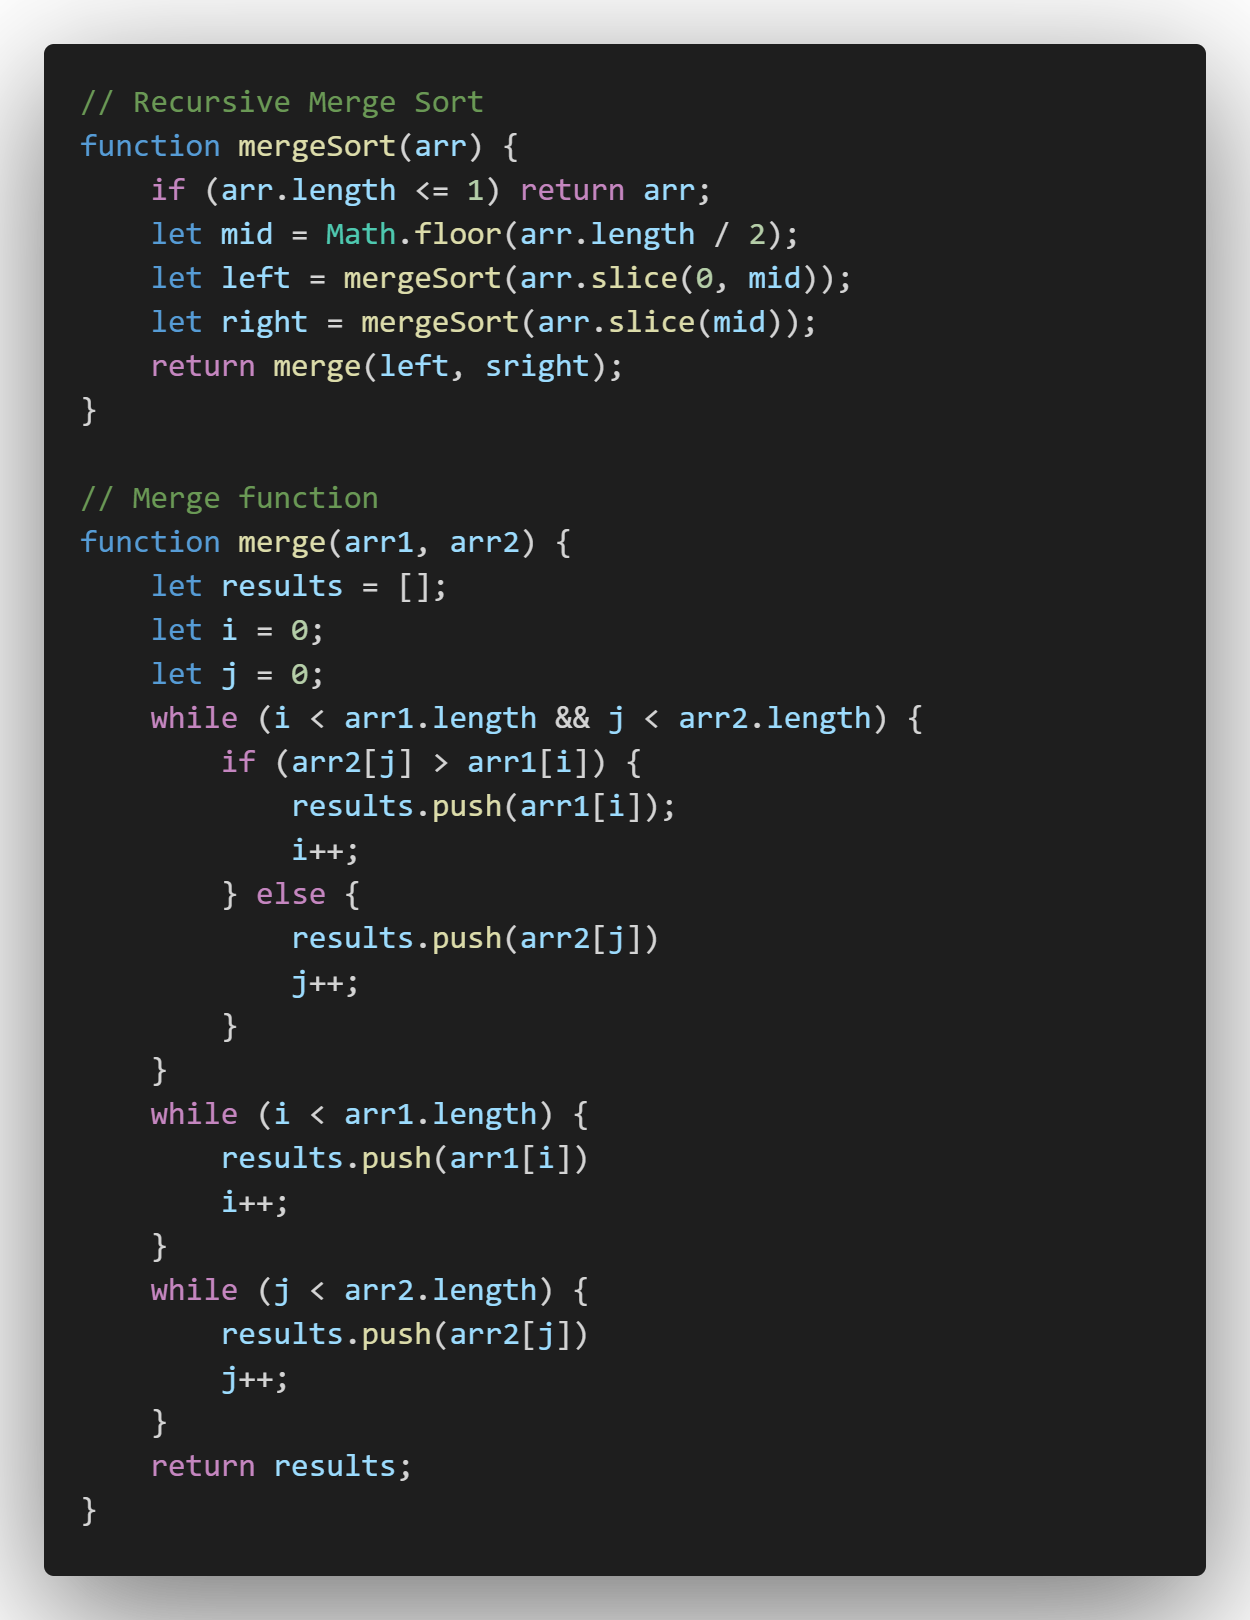 // Recursive Merge Sort
function mergeSort(arr) {
    if (arr.length <= 1) return arr;
    let mid = Math.floor(arr.length / 2);
    let left = mergeSort(arr.slice(0, mid));
    let right = mergeSort(arr.slice(mid));
    return merge(left, sright);
}

// Merge function
function merge(arr1, arr2) {
    let results = [];
    let i = 0;
    let j = 0;
    while (i < arr1.length && j < arr2.length) {
        if (arr2[j] > arr1[i]) {
            results.push(arr1[i]);
            i++;
        } else {
            results.push(arr2[j])
            j++;
        }
    }
    while (i < arr1.length) {
        results.push(arr1[i])
        i++;
    }
    while (j < arr2.length) {
        results.push(arr2[j])
        j++;
    }
    return results;
}